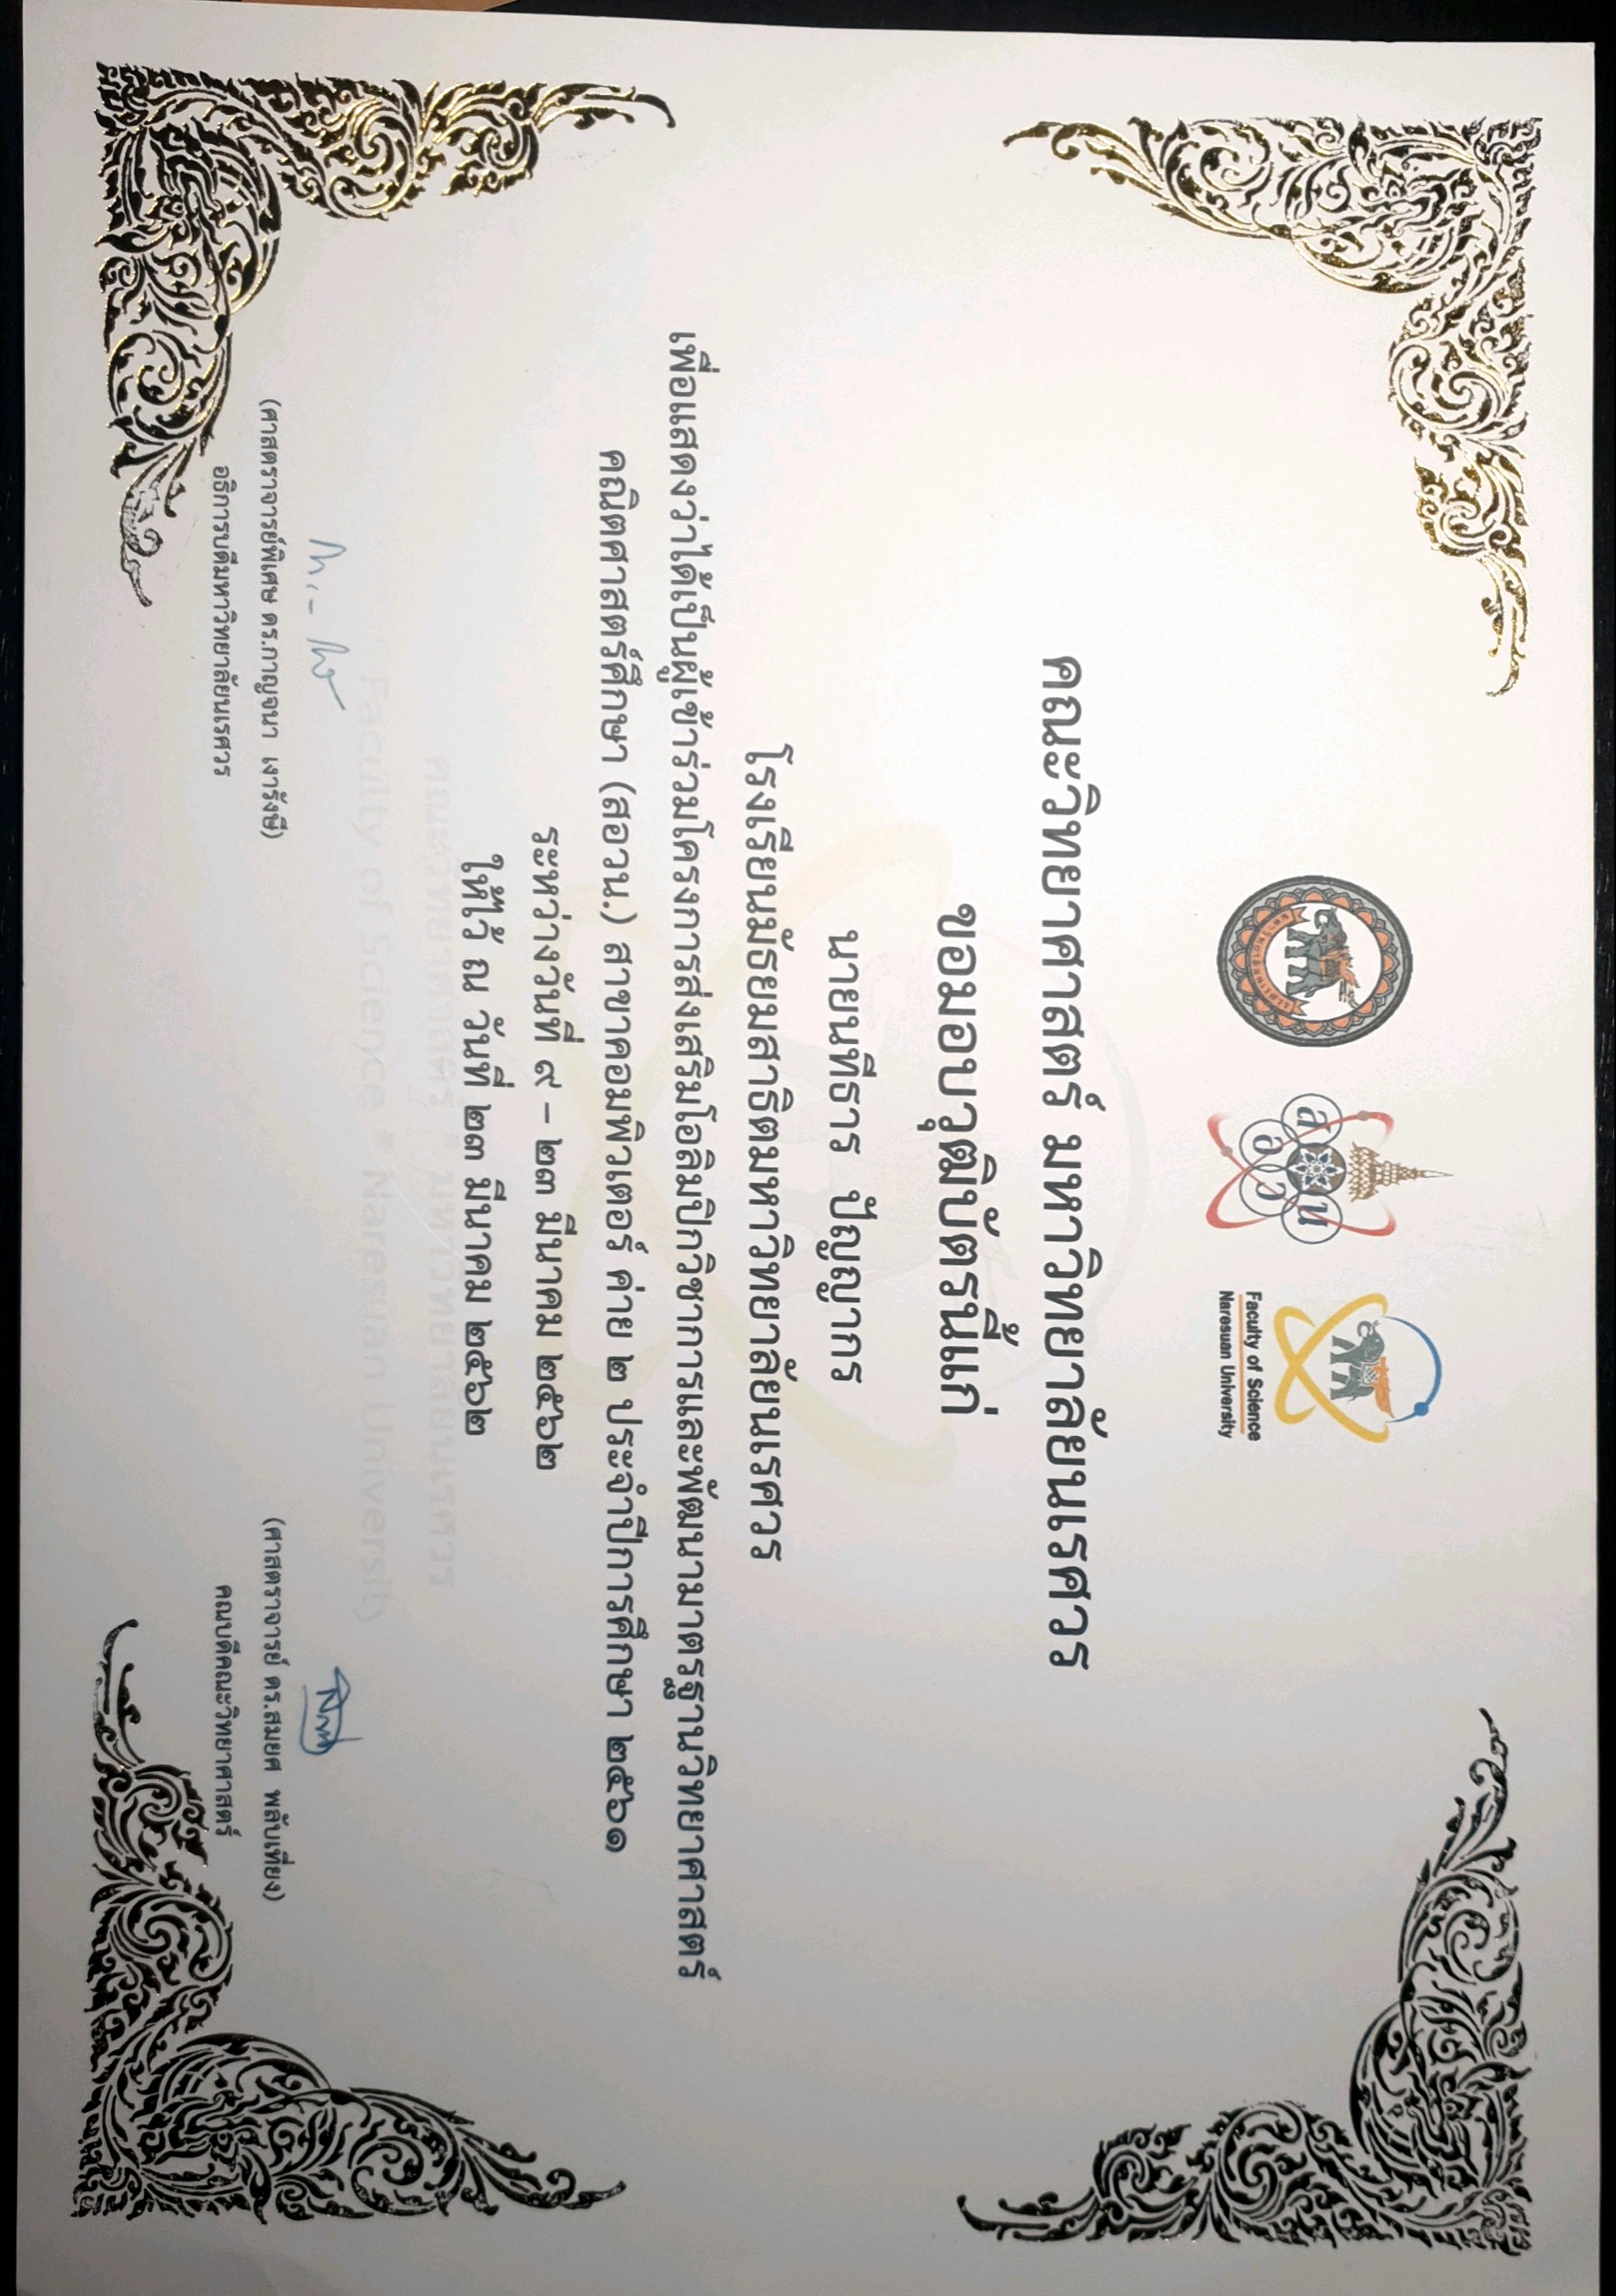 มหาวิทยาลัยนเรศวร
ส น
อ ว
Faculty of Science
Naresuan University
คณะวิทยาศาสตร์ มหาวิทยาลัยนเรศวร
ขอมอบวุฒิบัตรนี้แก่
นายนทีธาร ปัญญากร
โรงเรียนมัธยมสาธิตมหาวิทยาลัยนเรศวร
เพื่อแสดงว่าได้เป็นผู้เข้าร่วมโครงการส่งเสริมโอลิมปิกวิชาการและพัฒนามาตรฐานวิทยาศาสตร์
คณิตศาสตร์ศึกษา (สอวน.) สาขาคอมพิวเตอร์ ค่าย ๒ ประจำปีการศึกษา ๒๕๖๑
ระหว่างวันที่ ๙ – ๒๓ มีนาคม ๒๕๖๒
ให้ไว้ ณ วันที่ ๒๓ มีนาคม ๒๕๖๒
คณะวิทยาศาสตร์ * มหาวิทยาลัยนเรศวร
Faculty of Science * Naresuan University
(ศาสตราจารย์พิเศษ ดร.กาญจนา เงารังษี)
อธิการบดีมหาวิทยาลัยนเรศวร
(ศาสตราจารย์ ดร.สมยศ พลับเที่ยง)
คณบดีคณะวิทยาศาสตร์